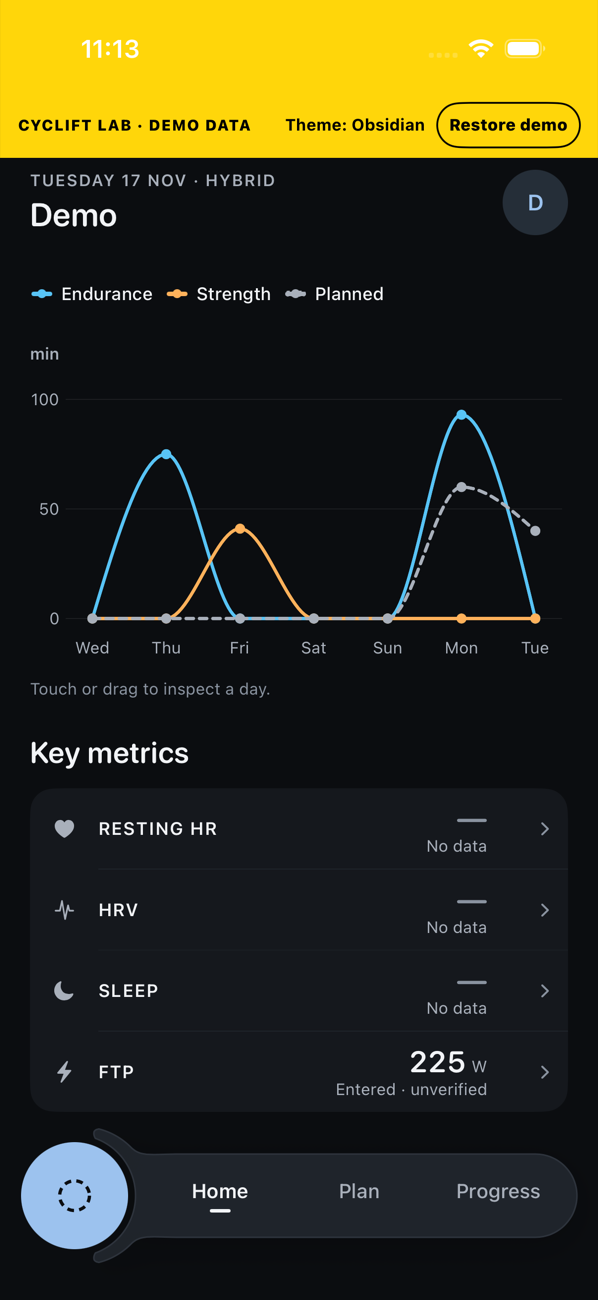 11:13
CYCLIFT LAB · DEMO DATA Theme: Obsidian Restore demo
TUESDAY 17 NOV · HYBRID
Demo
D
Endurance Strength Planned
min
100
50
0
Wed Thu Fri Sat Sun Mon Tue
Touch or drag to inspect a day.
Key metrics
RESTING HR
No data
HRV
No data
SLEEP
No data
FTP 225 W
Entered · unverified
Home Plan Progress